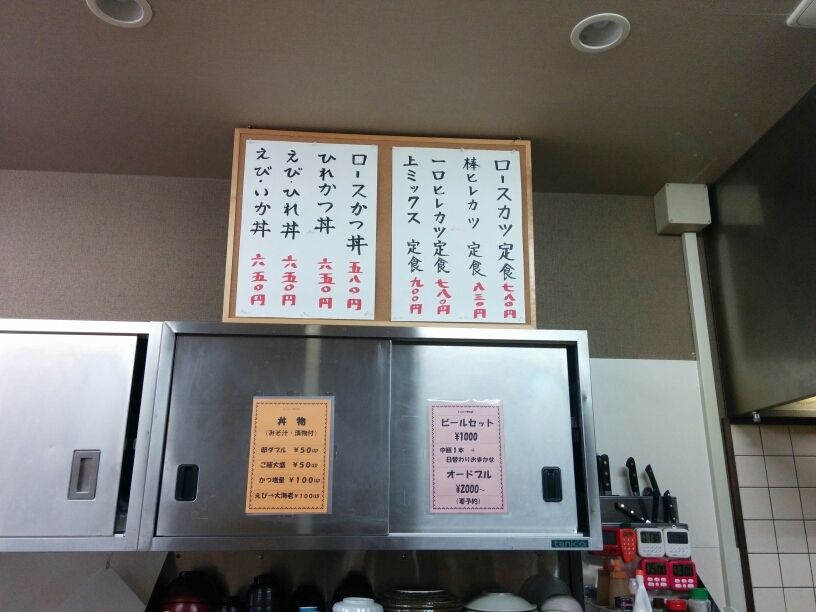 ロースカツ定食 七八〇円
棒ヒレカツ 定食 八三〇円
一口ヒレカツ定食 七八〇円
上ミックス 定食 九〇〇円
ロースかつ丼 五八〇円
ひれかつ丼 六五〇円
えび・ひれ丼 六五〇円
えび・いか丼 六五〇円
丼 物
(みそ汁・漬物付)
卵ダブル ¥50UP
ご飯大盛 ¥50UP
かつ増量 ¥100UP
えび→大海老¥100UP
ビールセット
¥1000
中瓶1本 +
日替わりおまかせ
オードブル
¥2000~
(要予約)
tanico